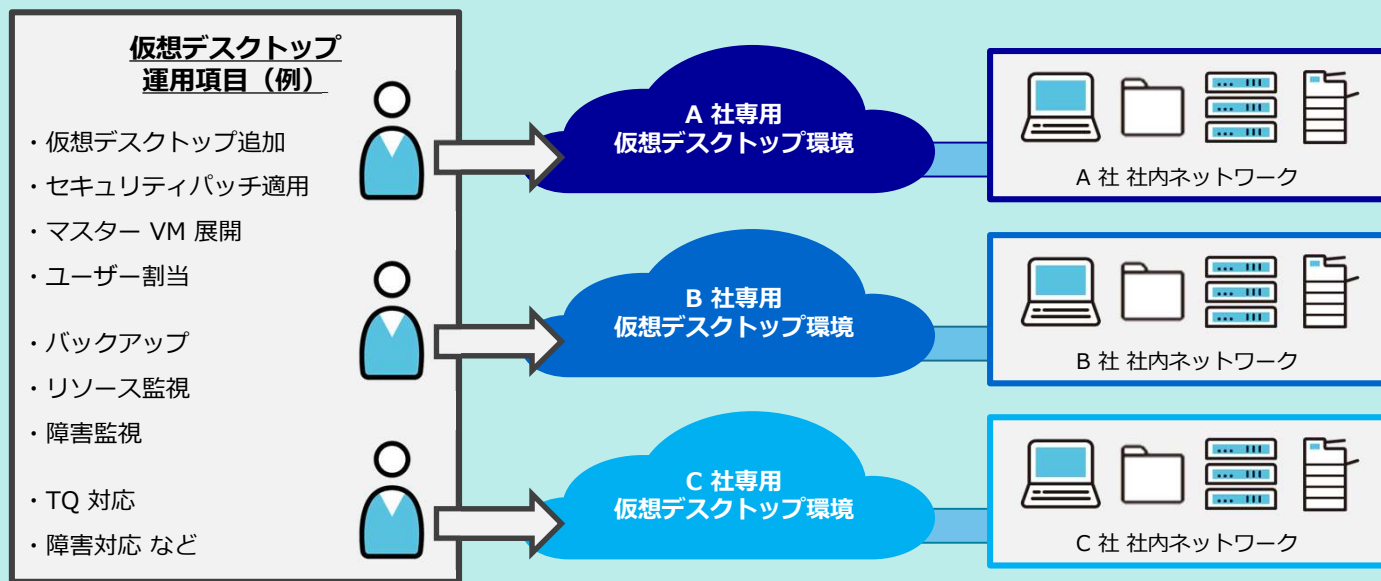 仮想デスクトップ
運用項目（例）
・仮想デスクトップ追加
・セキュリティパッチ適用
・マスター VM 展開
・ユーザー割当
・バックアップ
・リソース監視
・障害監視
・TQ 対応
・障害対応 など
A 社専用
仮想デスクトップ環境
A 社 社内ネットワーク
B 社専用
仮想デスクトップ環境
B 社 社内ネットワーク
C 社専用
仮想デスクトップ環境
C 社 社内ネットワーク